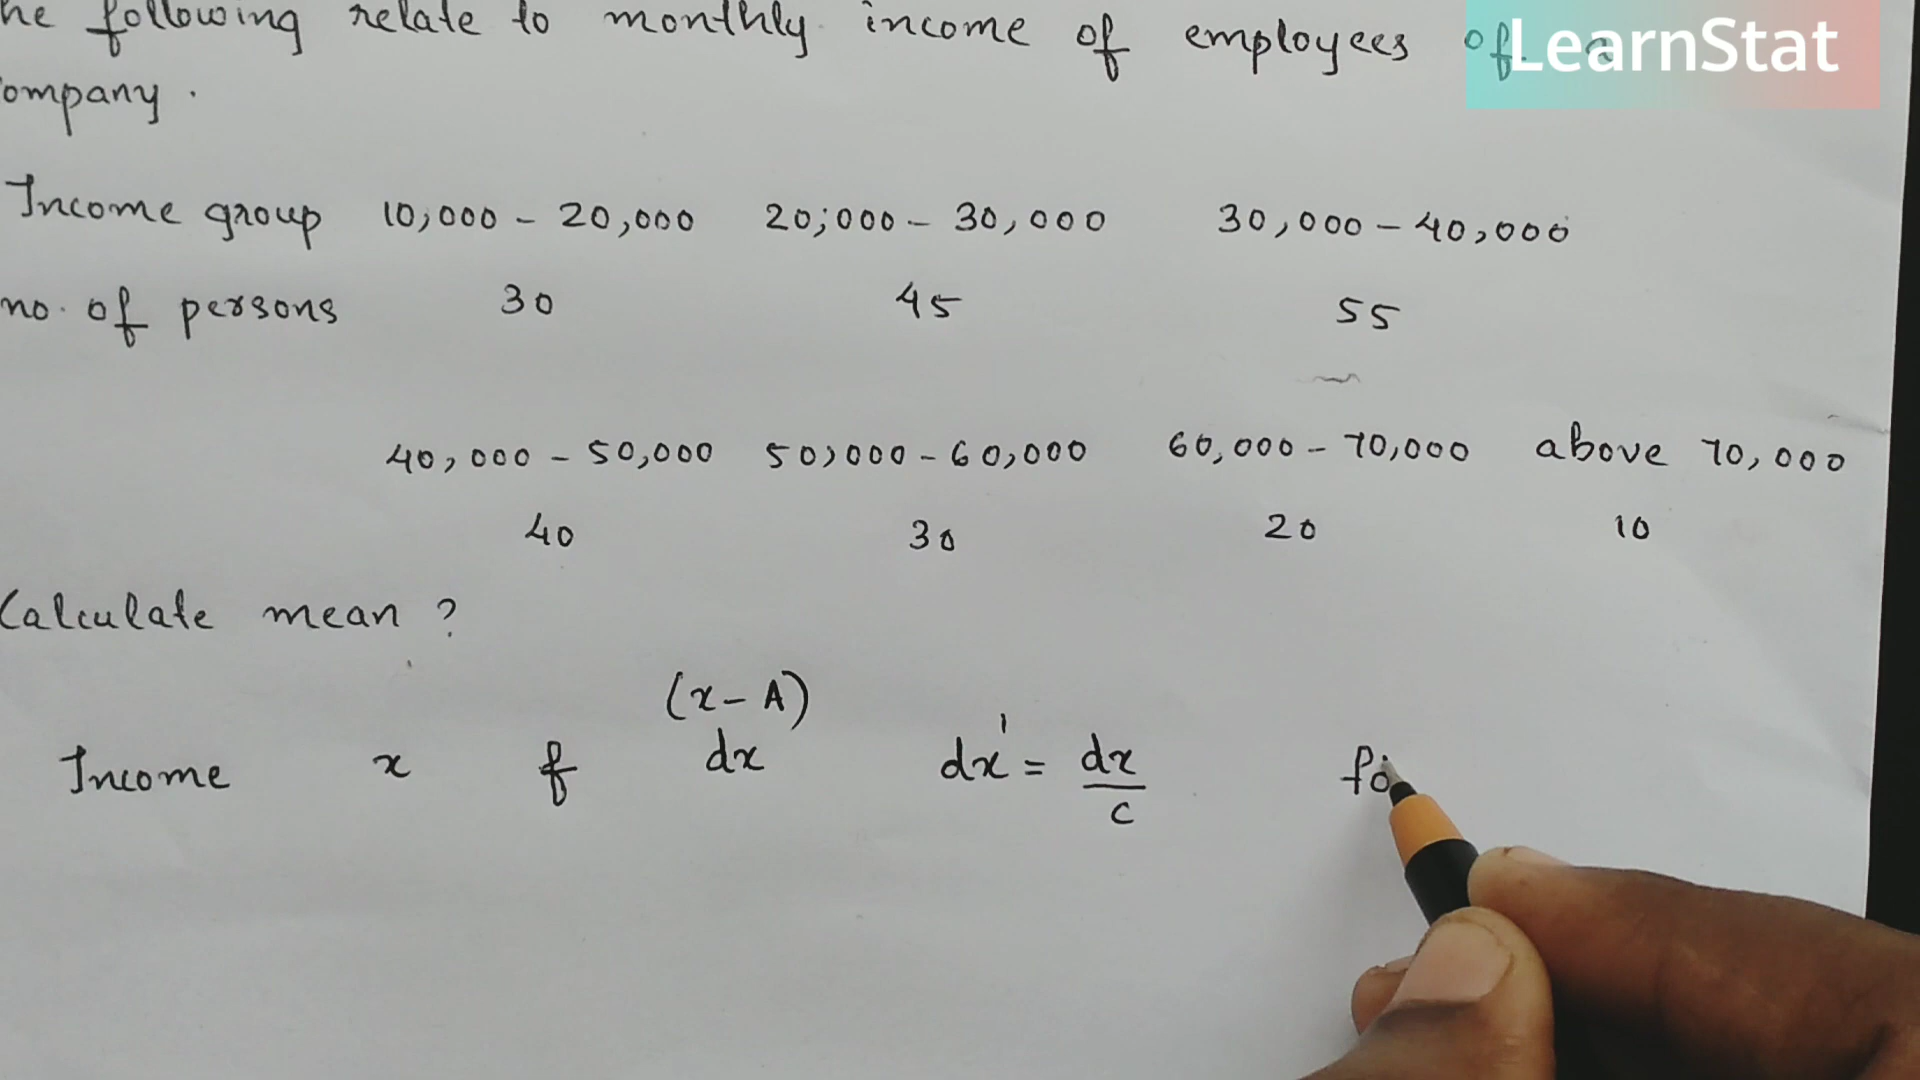 he following relate to monthly income of employees of a
LearnStat
ompany.
Income group 10,000 - 20,000 20,000 - 30,000 30,000 - 40,000
no. of persons 30 45 55
40,000 - 50,000 50,000 - 60,000 60,000 - 70,000 above 70,000
40 30 20 10
Calculate mean ?
(x - A)
Income x f dx dx' = dx/c